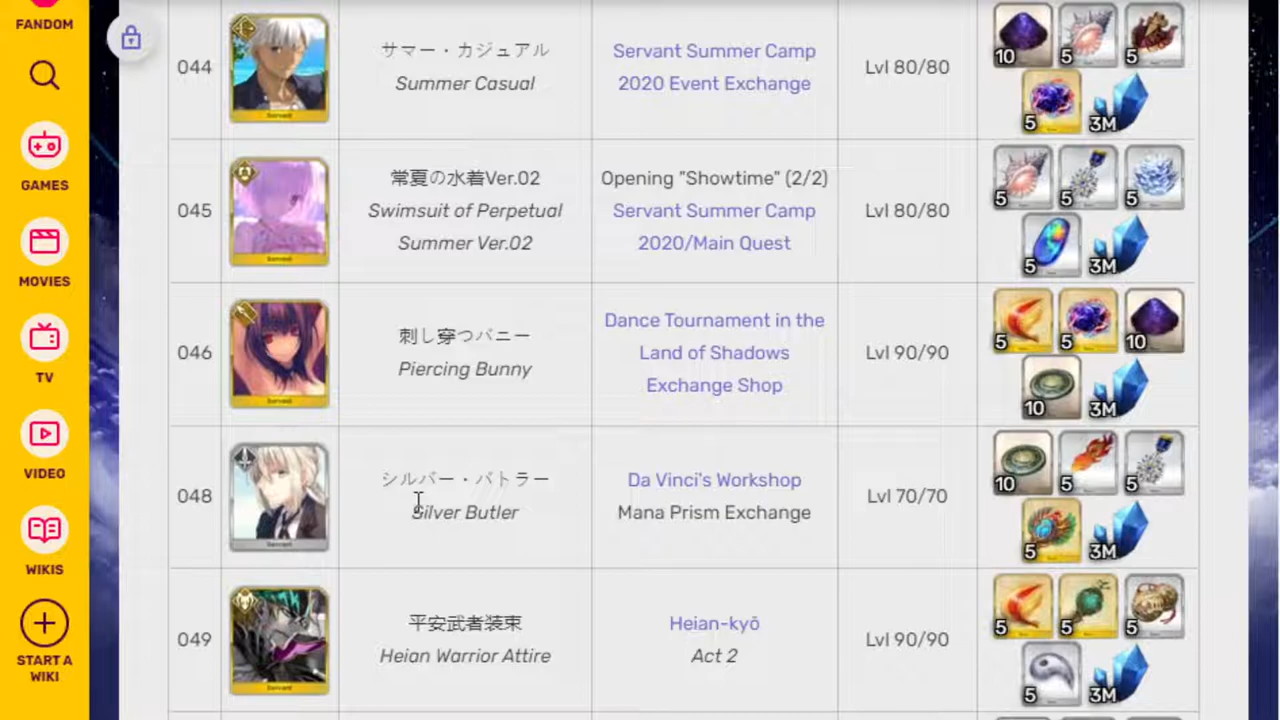 FANDOM
GAMES
MOVIES
TV
VIDEO
WIKIS
START A
WIKI
044
サマー・カジュアル
Summer Casual
Servant Summer Camp
2020 Event Exchange
Lvl 80/80
10
5
5
5
3M
045
常夏の水着Ver.02
Swimsuit of Perpetual
Summer Ver.02
Opening "Showtime" (2/2)
Servant Summer Camp
2020/Main Quest
Lvl 80/80
5
5
5
5
3M
046
刺し穿つバニー
Piercing Bunny
Dance Tournament in the
Land of Shadows
Exchange Shop
Lvl 90/90
5
5
10
10
3M
048
シルバー・バトラー
Silver Butler
Da Vinci's Workshop
Mana Prism Exchange
Lvl 70/70
10
5
5
5
3M
049
平安武者装束
Heian Warrior Attire
Heian-kyō
Act 2
Lvl 90/90
5
5
5
5
3M